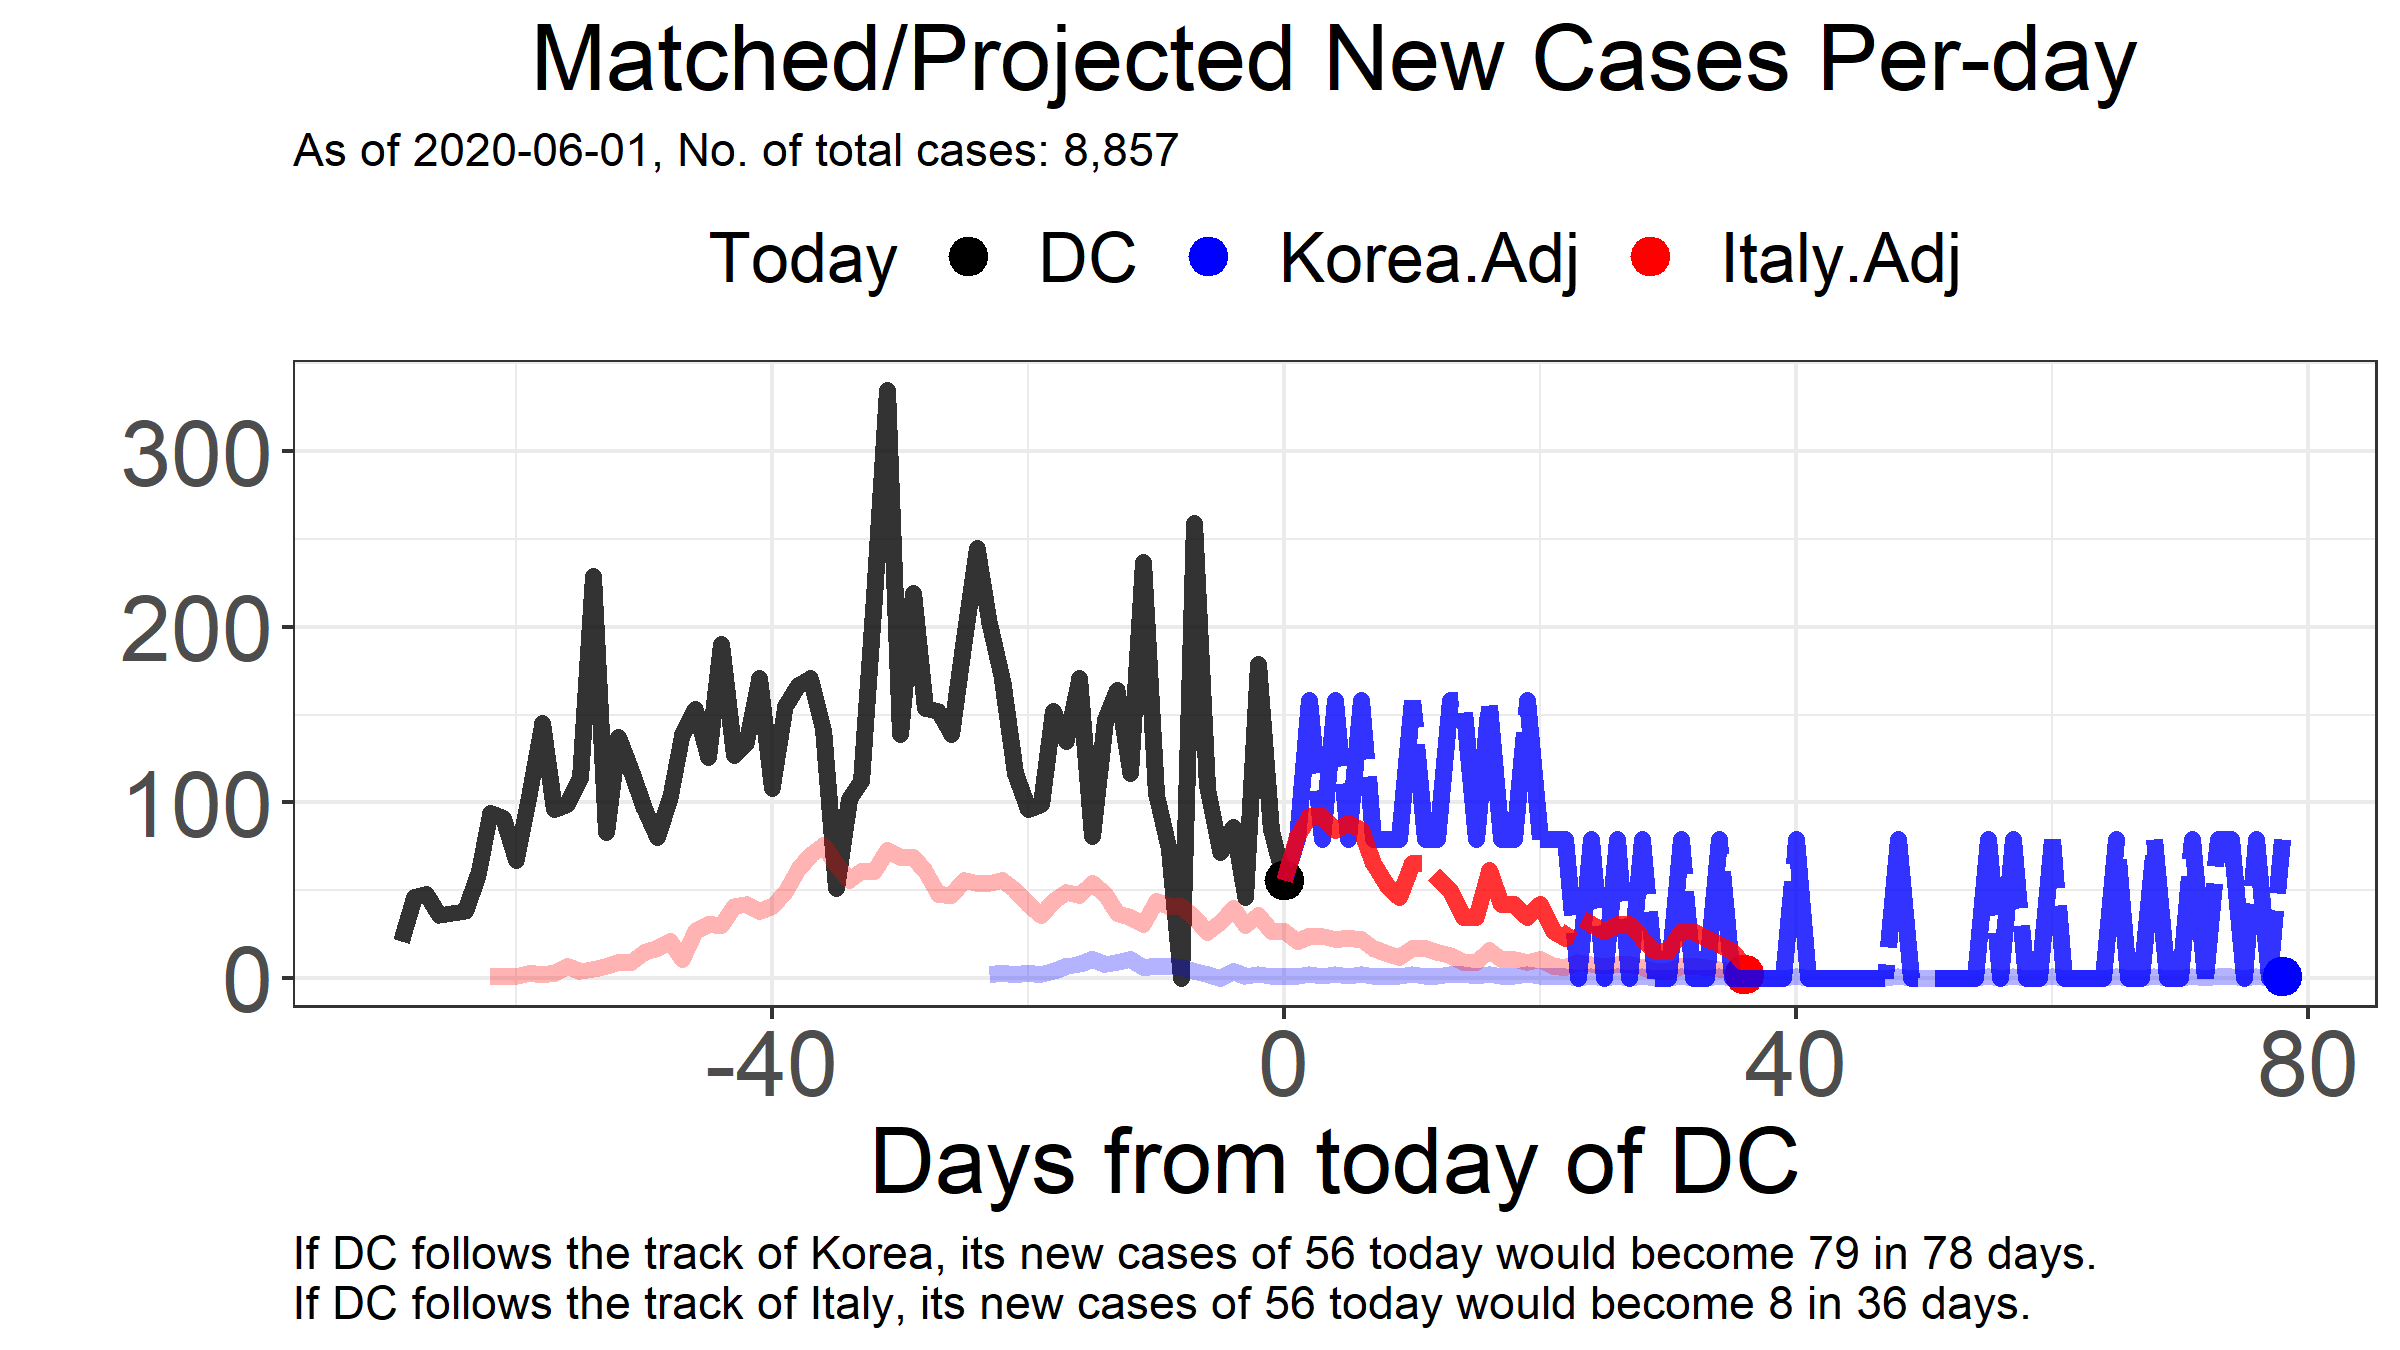 Matched/Projected New Cases Per-day
As of 2020-06-01, No. of total cases: 8,857
Today DC Korea.Adj Italy.Adj
300
200
100
0
-40 0 40 80
Days from today of DC
If DC follows the track of Korea, its new cases of 56 today would become 79 in 78 days.
If DC follows the track of Italy, its new cases of 56 today would become 8 in 36 days.